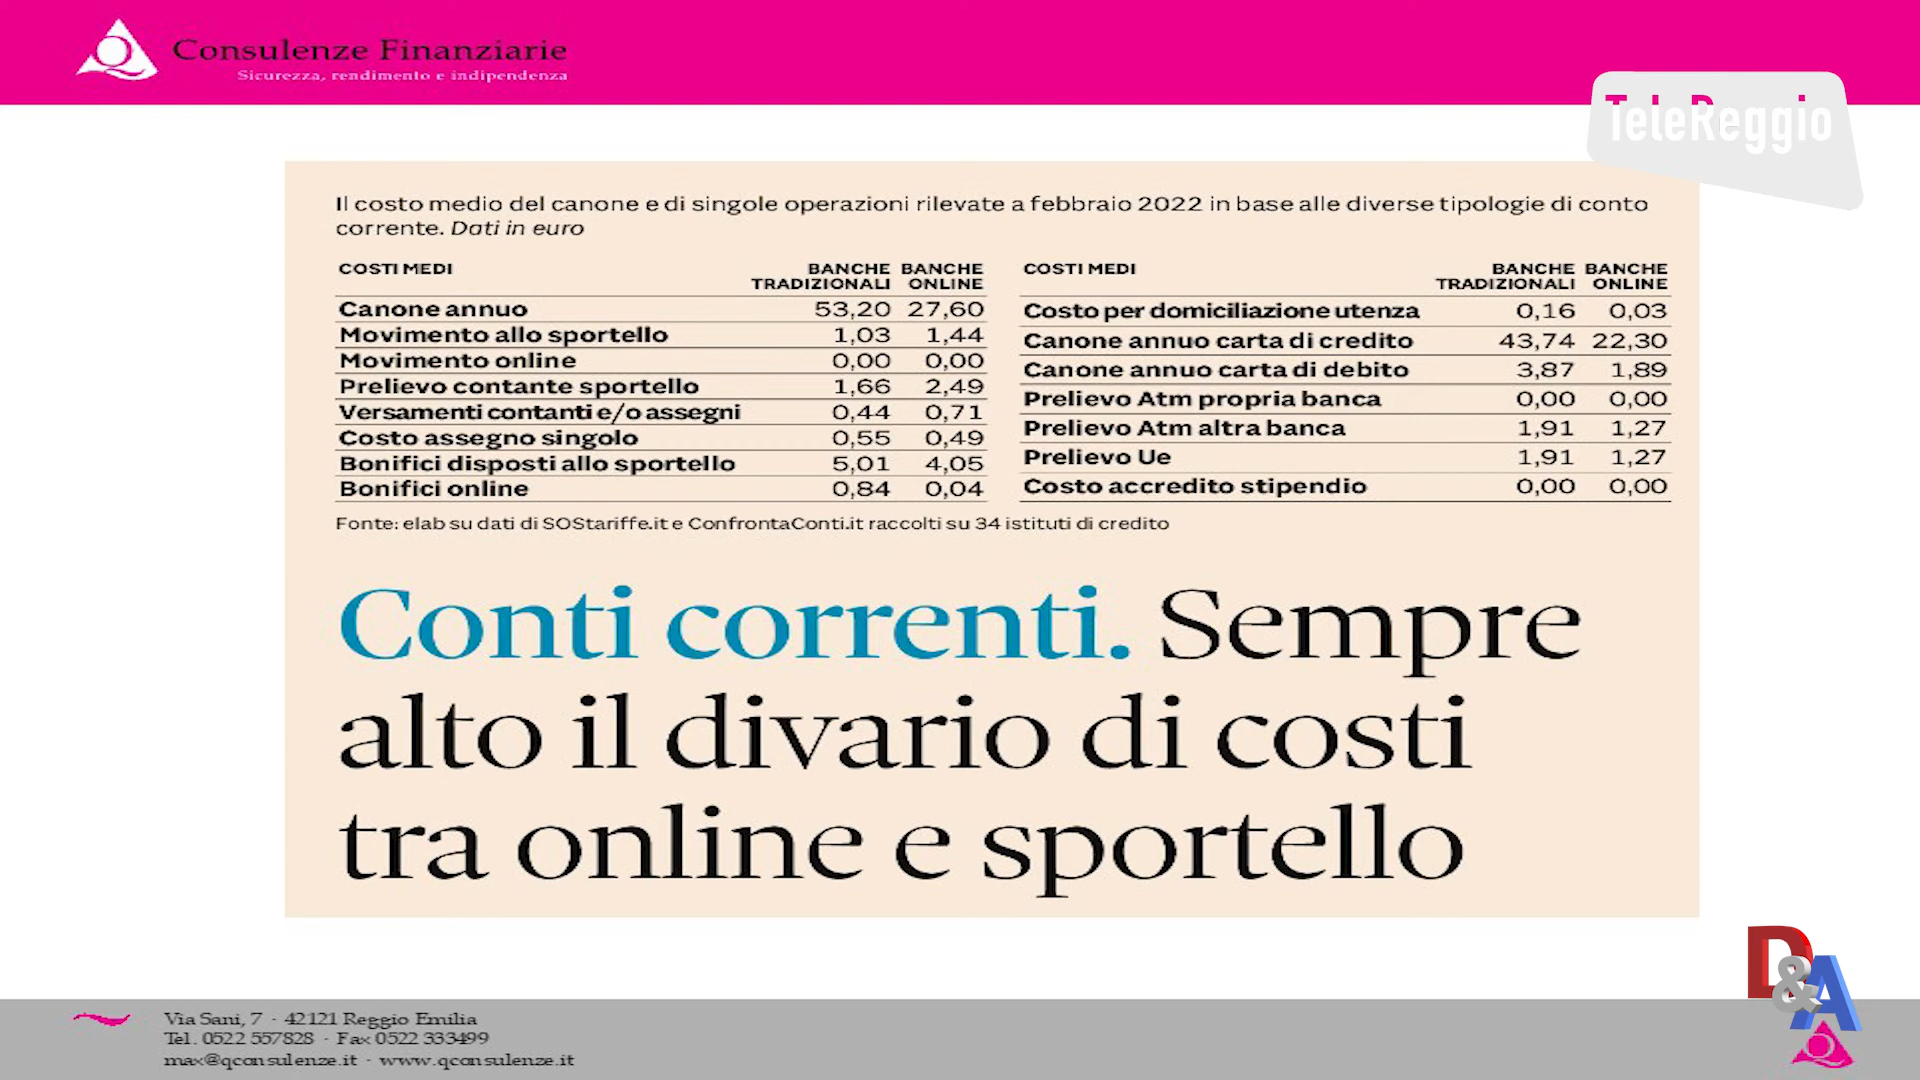 Consulenze Finanziarie
Sicurezza, rendimento e indipendenza
TeleReggio
Il costo medio del canone e di singole operazioni rilevate a febbraio 2022 in base alle diverse tipologie di conto
corrente. Dati in euro
COSTI MEDI BANCHE TRADIZIONALI BANCHE ONLINE
Canone annuo 53,20 27,60
Movimento allo sportello 1,03 1,44
Movimento online 0,00 0,00
Prelievo contante sportello 1,66 2,49
Versamenti contanti e/o assegni 0,44 0,71
Costo assegno singolo 0,55 0,49
Bonifici disposti allo sportello 5,01 4,05
Bonifici online 0,84 0,04
COSTI MEDI BANCHE TRADIZIONALI BANCHE ONLINE
Costo per domiciliazione utenza 0,16 0,03
Canone annuo carta di credito 43,74 22,30
Canone annuo carta di debito 3,87 1,89
Prelievo Atm propria banca 0,00 0,00
Prelievo Atm altra banca 1,91 1,27
Prelievo Ue 1,91 1,27
Costo accredito stipendio 0,00 0,00
Fonte: elab su dati di SOStariffe.it e ConfrontaConti.it raccolti su 34 istituti di credito
Conti correnti. Sempre
alto il divario di costi
tra online e sportello
D&A
Via Sani, 7 - 42121 Reggio Emilia
Tel. 0522 557828 - Fax 0522 333499
max@qconsulenze.it - www.qconsulenze.it